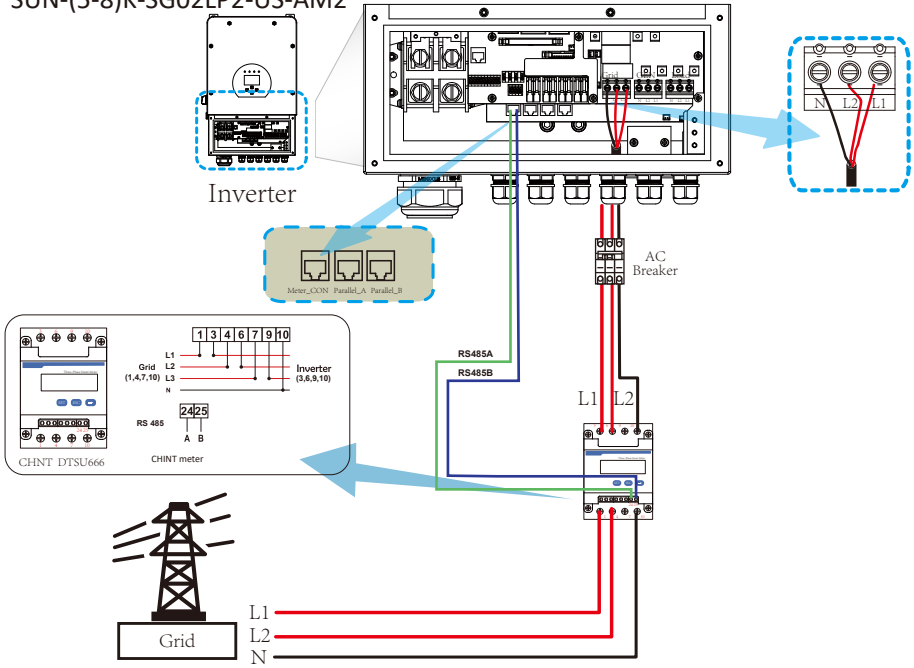 SUN-(5-8)K-SG02LP2-US-AM2
Grid
N L2 L1
Inverter
AC
Breaker
Meter_CON Parallel_A Parallel_B
RS485A
RS485B
L1 L2
1 3 4 6 7 9 10
L1
Grid L2
(1,4,7,10) L3
N
Inverter
(3,6,9,10)
24 25
RS 485
A B
CHNT DTSU666
CHINT meter
L1
L2
N
Grid